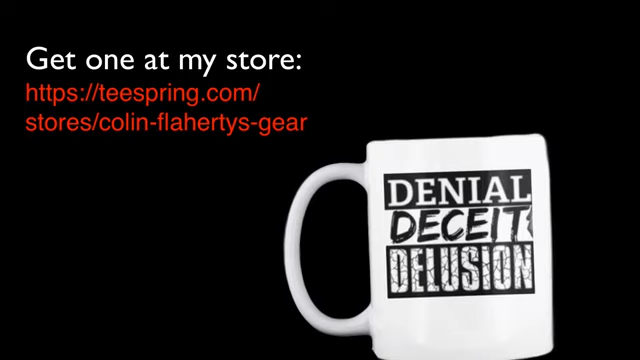 Get one at my store:
https://teespring.com/
stores/colin-flahertys-gear
DENIAL
DECEIT
DELUSION